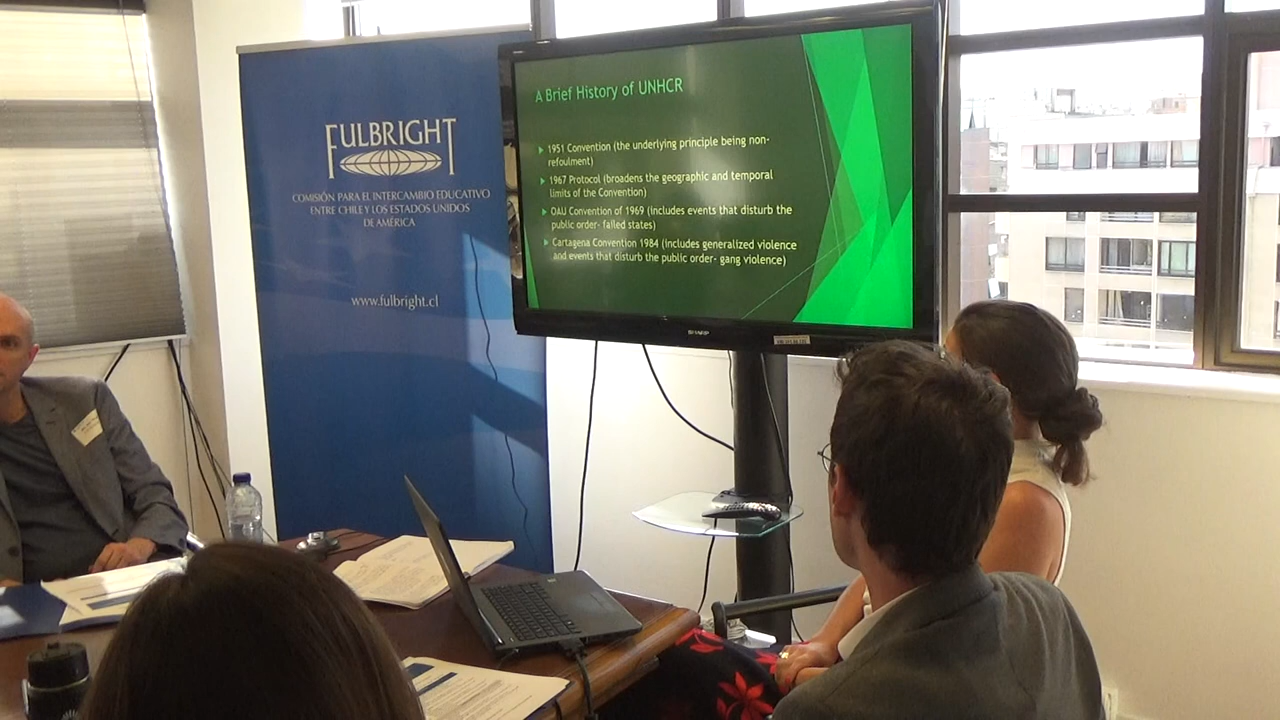 FULBRIGHT
COMISIÓN PARA EL INTERCAMBIO EDUCATIVO
ENTRE CHILE Y LOS ESTADOS UNIDOS
DE AMÉRICA
www.fulbright.cl
A Brief History of UNHCR
1951 Convention (the underlying principle being non-
refoulment)
1967 Protocol (broadens the geographic and temporal
limits of the Convention)
OAU Convention of 1969 (includes events that disturb the
public order- failed states)
Cartagena Convention 1984 (includes generalized violence
and events that disturb the public order- gang violence)
SHARP